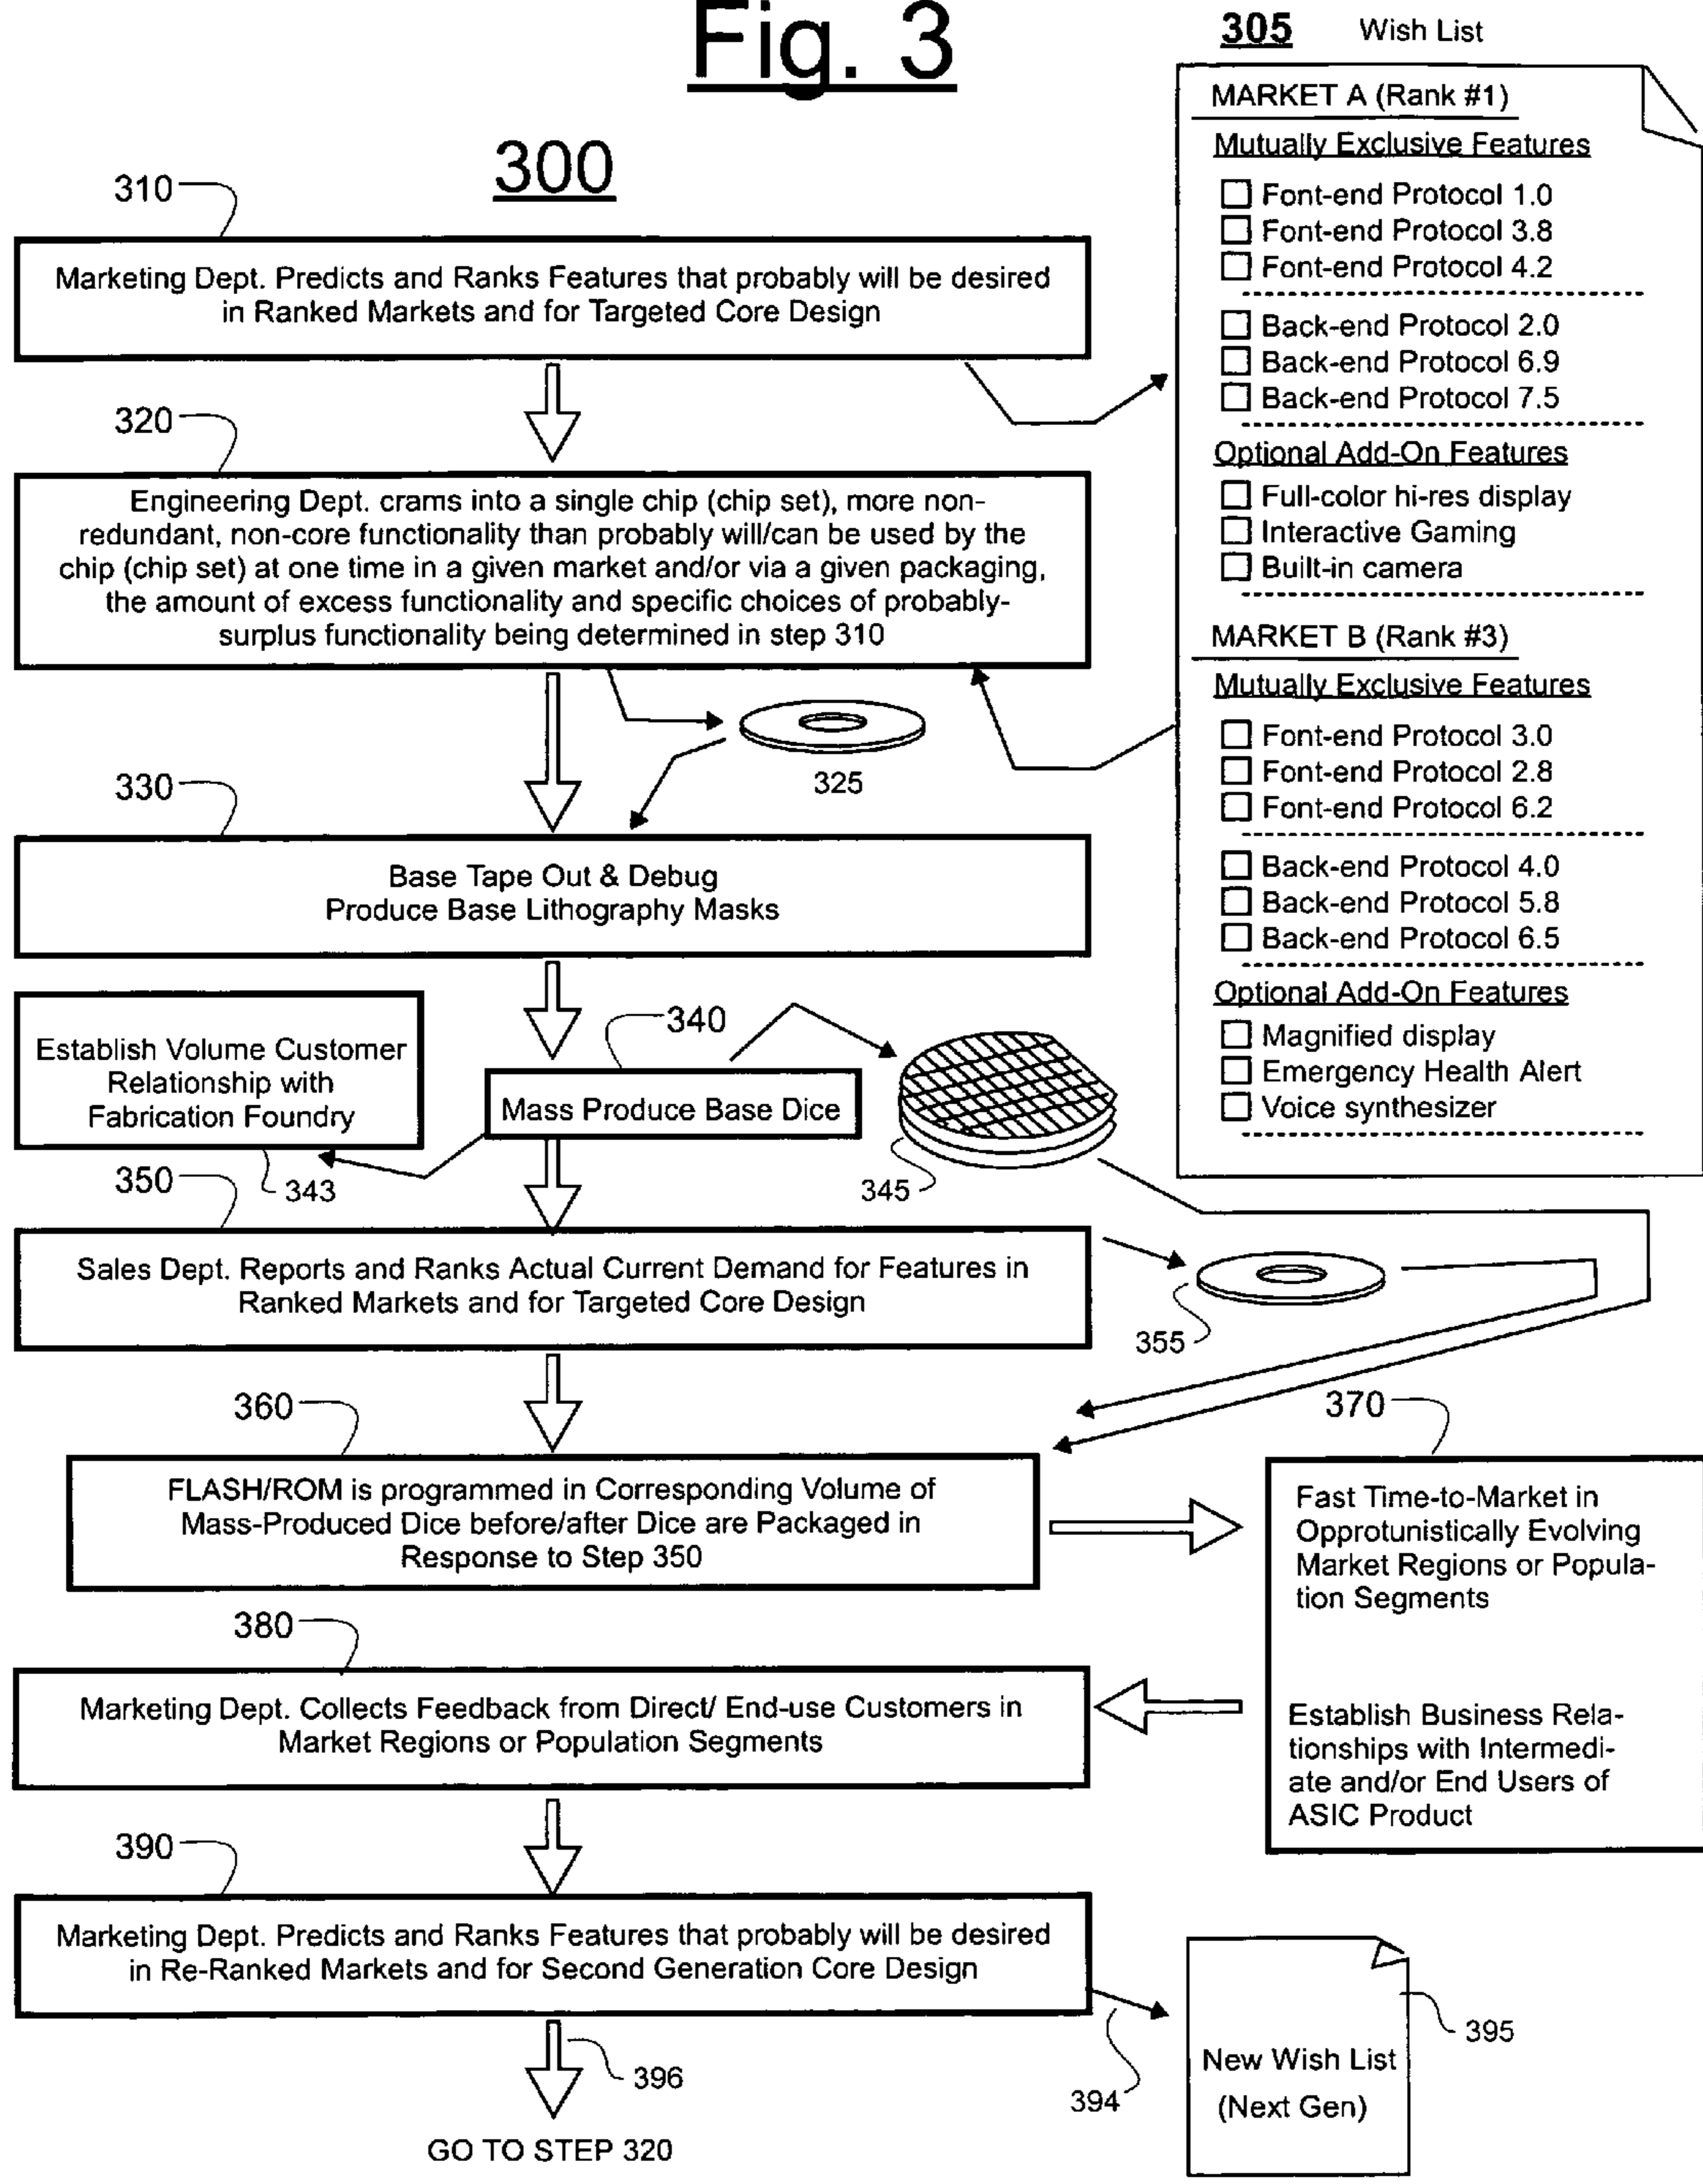 Fig. 3
300
310
Marketing Dept. Predicts and Ranks Features that probably will be desired
in Ranked Markets and for Targeted Core Design
320
Engineering Dept. crams into a single chip (chip set), more non-
redundant, non-core functionality than probably will/can be used by the
chip (chip set) at one time in a given market and/or via a given packaging,
the amount of excess functionality and specific choices of probably-
surplus functionality being determined in step 310
325
330
Base Tape Out & Debug
Produce Base Lithography Masks
340
Establish Volume Customer
Relationship with
Fabrication Foundry
343
Mass Produce Base Dice
345
350
Sales Dept. Reports and Ranks Actual Current Demand for Features in
Ranked Markets and for Targeted Core Design
355
360
FLASH/ROM is programmed in Corresponding Volume of
Mass-Produced Dice before/after Dice are Packaged in
Response to Step 350
370
Fast Time-to-Market in
Opprotunistically Evolving
Market Regions or Popula-
tion Segments
Establish Business Rela-
tionships with Intermedi-
ate and/or End Users of
ASIC Product
380
Marketing Dept. Collects Feedback from Direct/ End-use Customers in
Market Regions or Population Segments
390
Marketing Dept. Predicts and Ranks Features that probably will be desired
in Re-Ranked Markets and for Second Generation Core Design
394
395
New Wish List
(Next Gen)
396
GO TO STEP 320
305 Wish List
MARKET A (Rank #1)
Mutually Exclusive Features
Font-end Protocol 1.0
Font-end Protocol 3.8
Font-end Protocol 4.2
Back-end Protocol 2.0
Back-end Protocol 6.9
Back-end Protocol 7.5
Optional Add-On Features
Full-color hi-res display
Interactive Gaming
Built-in camera
MARKET B (Rank #3)
Mutually Exclusive Features
Font-end Protocol 3.0
Font-end Protocol 2.8
Font-end Protocol 6.2
Back-end Protocol 4.0
Back-end Protocol 5.8
Back-end Protocol 6.5
Optional Add-On Features
Magnified display
Emergency Health Alert
Voice synthesizer